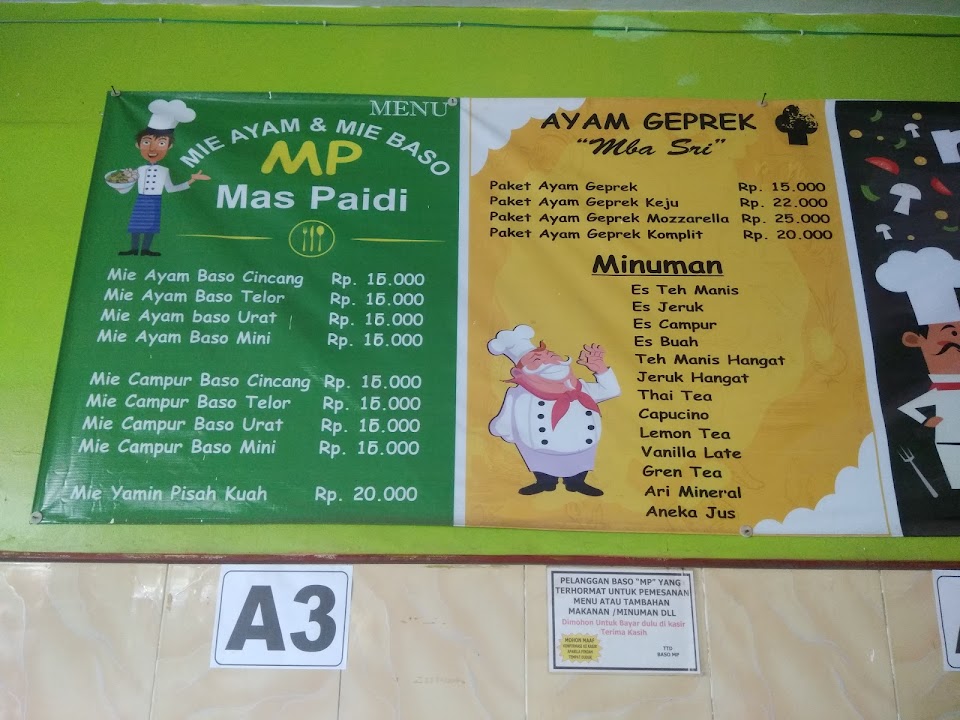 MENU
MIE AYAM & MIE BASO
MP
Mas Paidi
Mie Ayam Baso Cincang Rp. 15.000
Mie Ayam Baso Telor Rp. 15.000
Mie Ayam baso Urat Rp. 15.000
Mie Ayam Baso Mini Rp. 15.000
Mie Campur Baso Cincang Rp. 15.000
Mie Campur Baso Telor Rp. 15.000
Mie Campur Baso Urat Rp. 15.000
Mie Campur Baso Mini Rp. 15.000
Mie Yamin Pisah Kuah Rp. 20.000
AYAM GEPREK
"Mba Sri"
Paket Ayam Geprek Rp. 15.000
Paket Ayam Geprek Keju Rp. 22.000
Paket Ayam Geprek Mozzarella Rp. 25.000
Paket Ayam Geprek Komplit Rp. 20.000
Minuman
Es Teh Manis
Es Jeruk
Es Campur
Es Buah
Teh Manis Hangat
Jeruk Hangat
Thai Tea
Capucino
Lemon Tea
Vanilla Late
Gren Tea
Ari Mineral
Aneka Jus
A3
PELANGGAN BASO "MP" YANG
TERHORMAT UNTUK PEMESANAN
MENU ATAU TAMBAHAN
MAKANAN /MINUMAN DLL
Dimohon Untuk Bayar dulu di kasir
Terima Kasih
MOHON MAAF
TTD
BASO MP